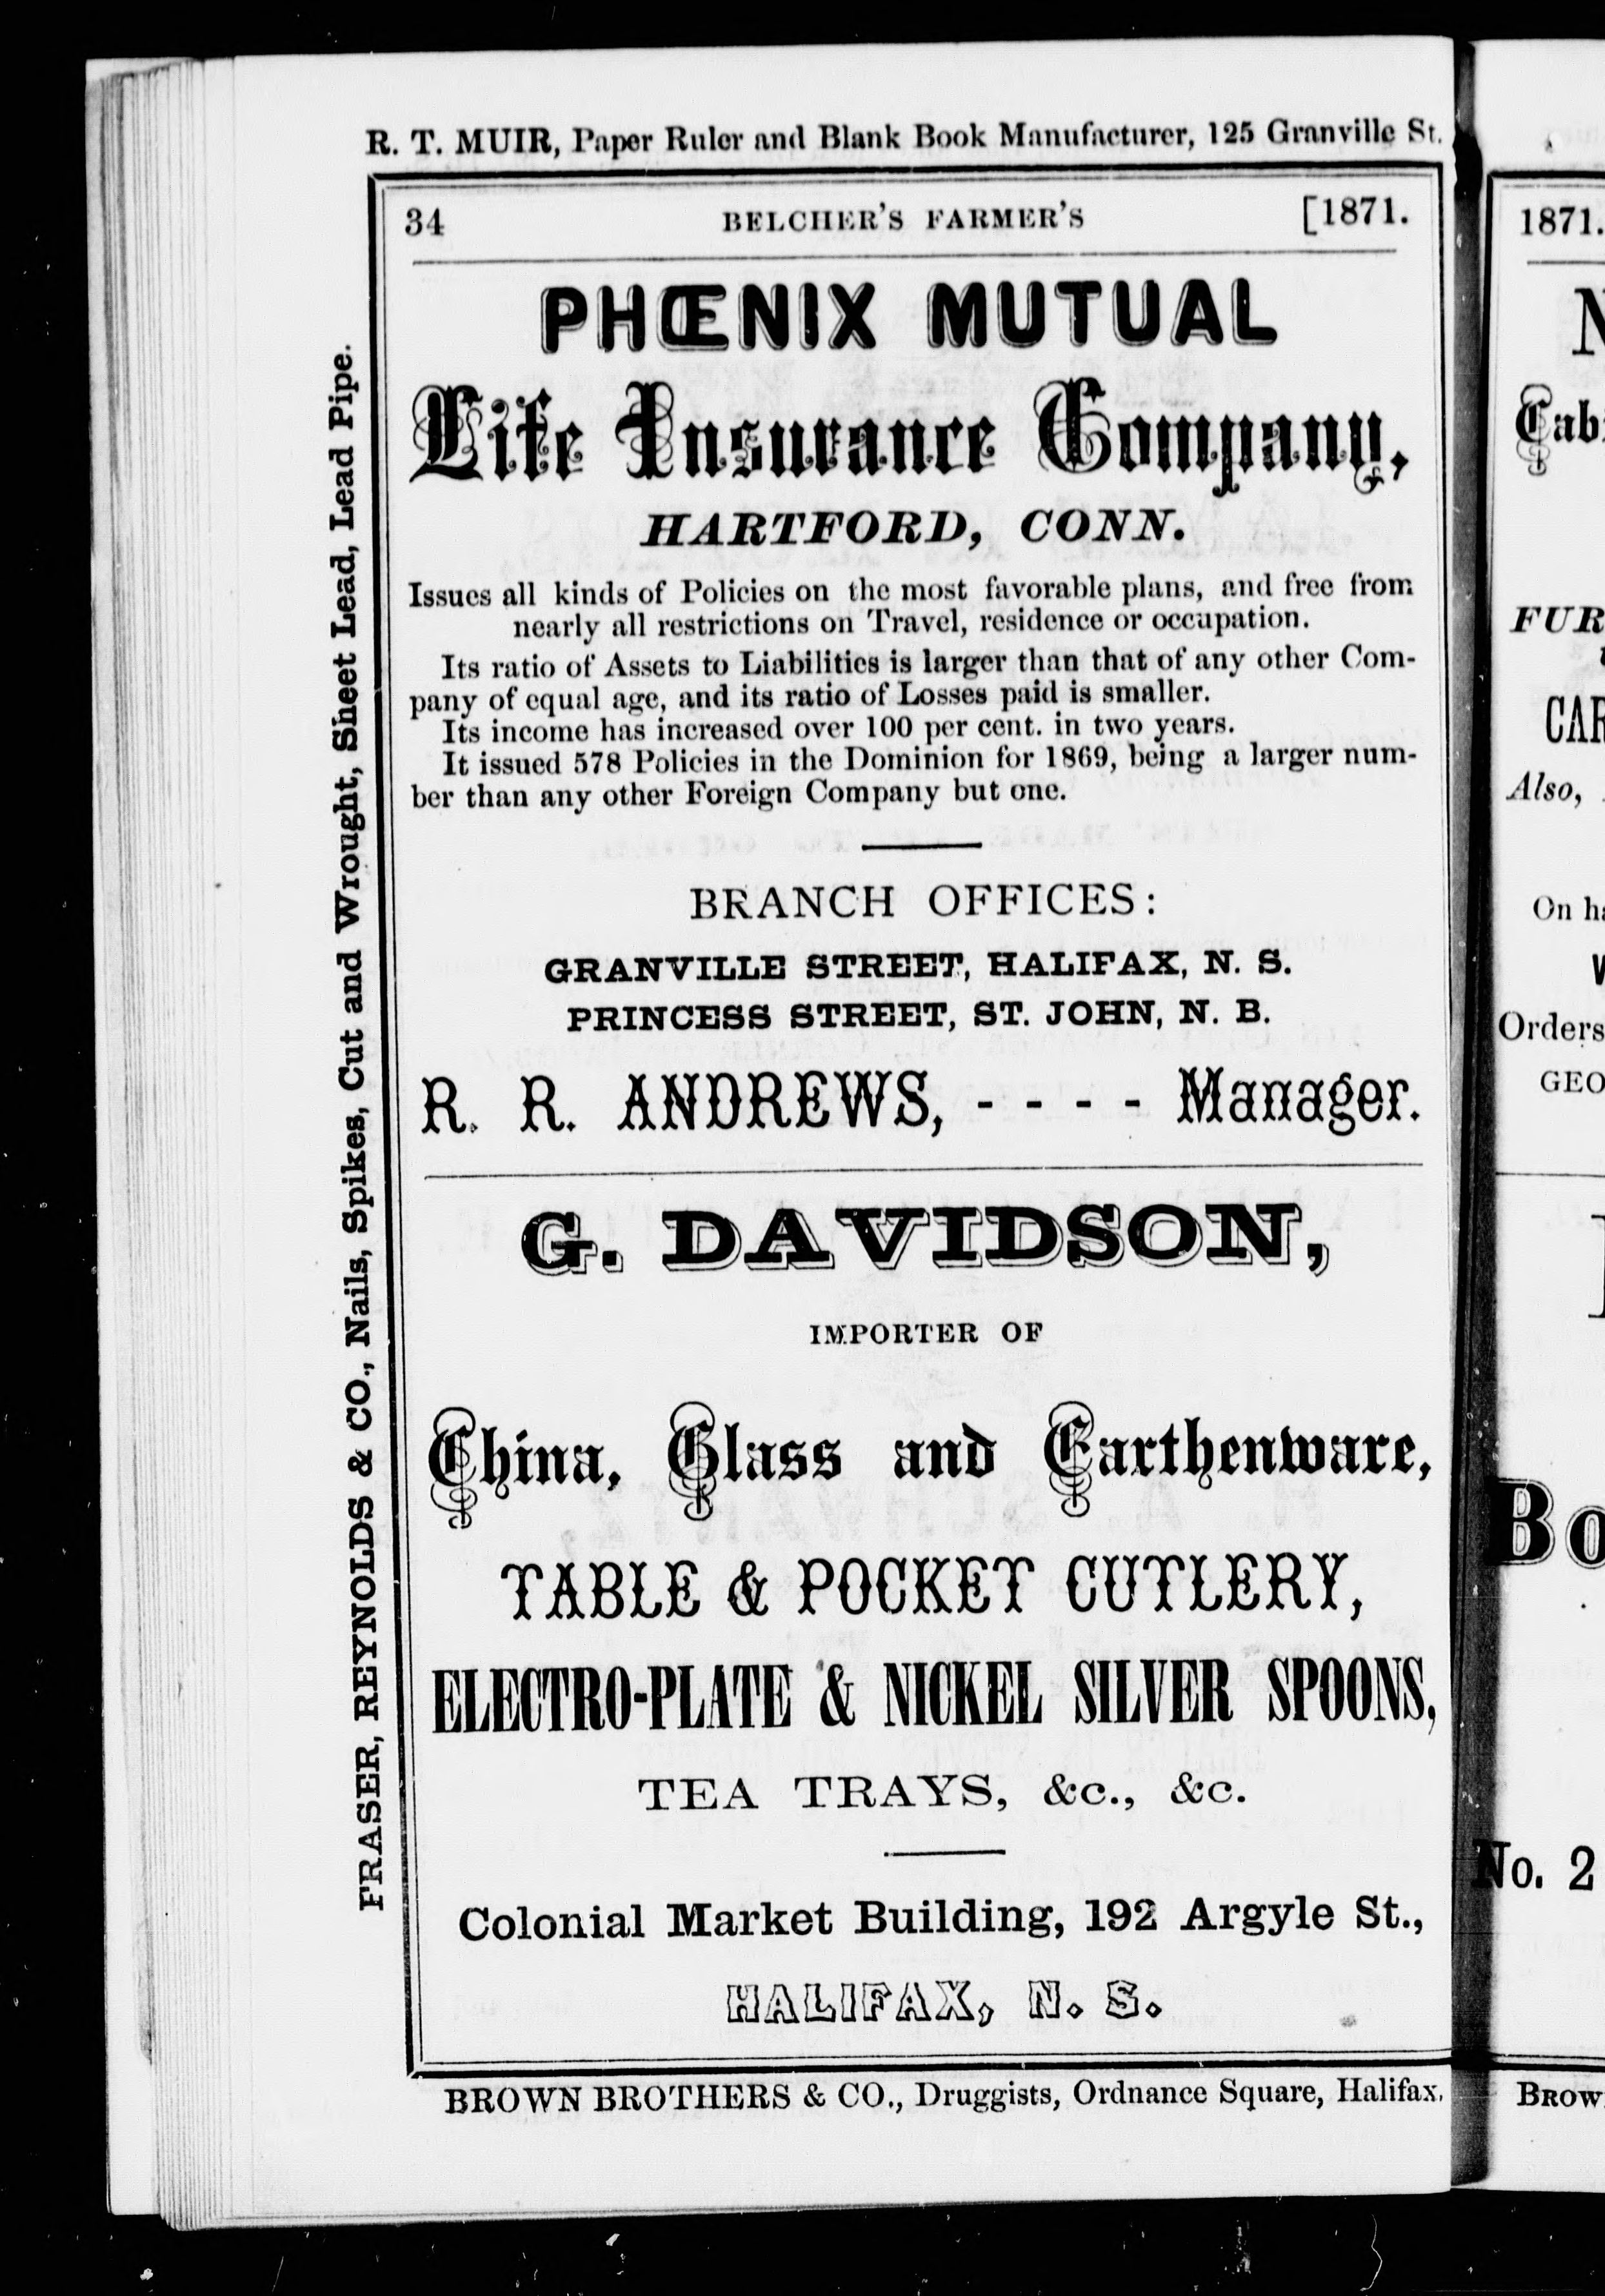 R. T. MUIR, Paper Ruler and Blank Book Manufacturer, 125 Granville St.
34 BELCHER'S FARMER'S [1871.
PHŒNIX MUTUAL
Life Insurance Company,
HARTFORD, CONN.
Issues all kinds of Policies on the most favorable plans, and free from
nearly all restrictions on Travel, residence or occupation.
Its ratio of Assets to Liabilities is larger than that of any other Com-
pany of equal age, and its ratio of Losses paid is smaller.
Its income has increased over 100 per cent. in two years.
It issued 578 Policies in the Dominion for 1869, being a larger num-
ber than any other Foreign Company but one.
BRANCH OFFICES:
GRANVILLE STREET, HALIFAX, N. S.
PRINCESS STREET, ST. JOHN, N. B.
R. R. ANDREWS, - - - - Manager.
G. DAVIDSON,
IMPORTER OF
China, Glass and Earthenware,
TABLE & POCKET CUTLERY,
ELECTRO-PLATE & NICKEL SILVER SPOONS,
TEA TRAYS, &c., &c.
Colonial Market Building, 192 Argyle St.,
HALIFAX, N. S.
BROWN BROTHERS & CO., Druggists, Ordnance Square, Halifax.
FRASER, REYNOLDS & CO., Nails, Spikes, Cut and Wrought, Sheet Lead, Lead Pipe.
1871.
Also,
On
Orders
No. 2